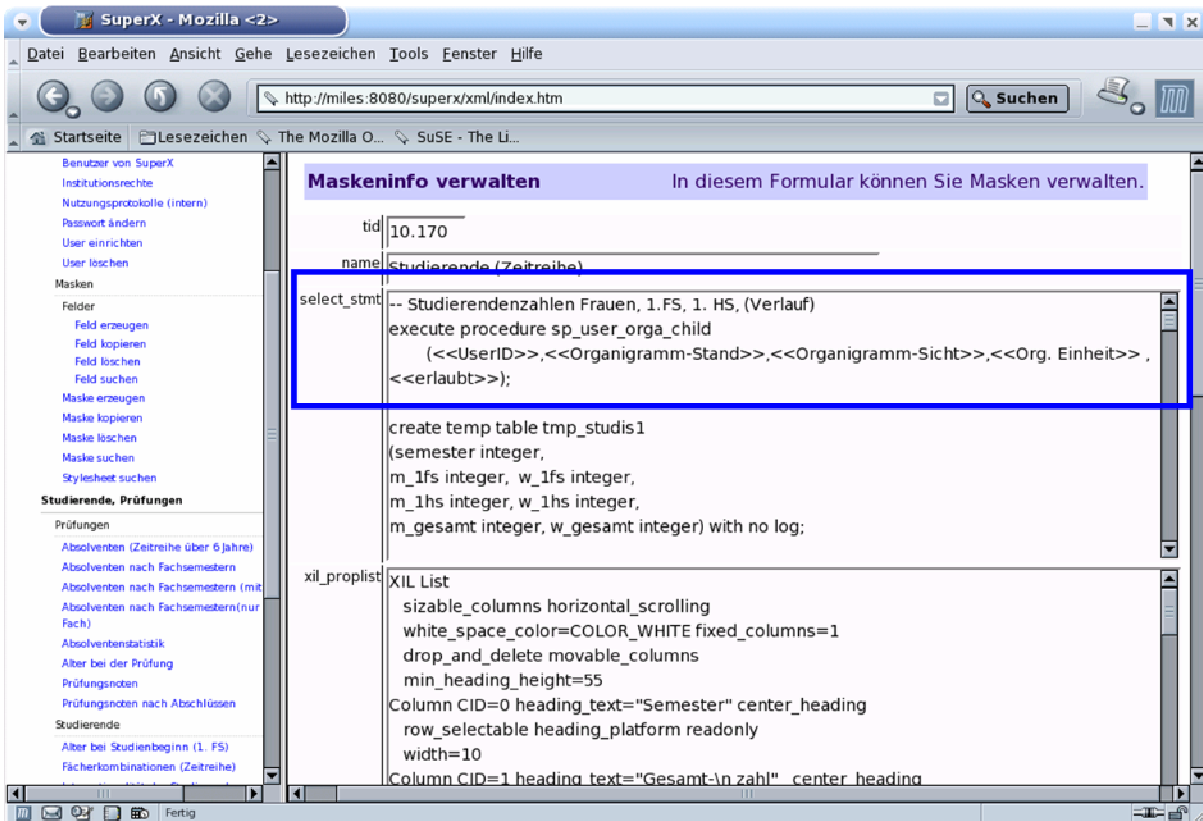 SuperX - Mozilla <2>
Datei Bearbeiten Ansicht Gehe Lesezeichen Tools Fenster Hilfe
http://miles:8080/superx/xml/index.htm
Suchen
Startseite Lesezeichen The Mozilla O... SuSE - The Li...
Benutzer von SuperX
Institutionsrechte
Nutzungsprotokolle (intern)
Passwort ändern
User einrichten
User löschen
Masken
Felder
Feld erzeugen
Feld kopieren
Feld löschen
Feld suchen
Maske erzeugen
Maske kopieren
Maske löschen
Maske suchen
Stylesheet suchen
Studierende, Prüfungen
Prüfungen
Absolventen (Zeitreihe über 6 Jahre)
Absolventen nach Fachsemestern
Absolventen nach Fachsemestern (mit
Absolventen nach Fachsemestern(nur
Fach)
Absolventenstatistik
Alter bei der Prüfung
Prüfungsnoten
Prüfungsnoten nach Abschlüssen
Studierende
Alter bei Studienbeginn (1. FS)
Fächerkombinationen (Zeitreihe)
Maskeninfo verwalten In diesem Formular können Sie Masken verwalten.
tid 10.170
name Studierende (Zeitreihe)
select_stmt -- Studierendenzahlen Frauen, 1.FS, 1. HS, (Verlauf)
execute procedure sp_user_orga_child
(<<UserID>>,<<Organigramm-Stand>>,<<Organigramm-Sicht>>,<<Org. Einheit>> ,
<<erlaubt>>);
create temp table tmp_studis1
(semester integer,
m_1fs integer, w_1fs integer,
m_1hs integer, w_1hs integer,
m_gesamt integer, w_gesamt integer) with no log;
xil_proplist XIL List
sizable_columns horizontal_scrolling
white_space_color=COLOR_WHITE fixed_columns=1
drop_and_delete movable_columns
min_heading_height=55
Column CID=0 heading_text="Semester" center_heading
row_selectable heading_platform readonly
width=10
Column CID=1 heading_text="Gesamt-\n zahl" center_heading
Fertig